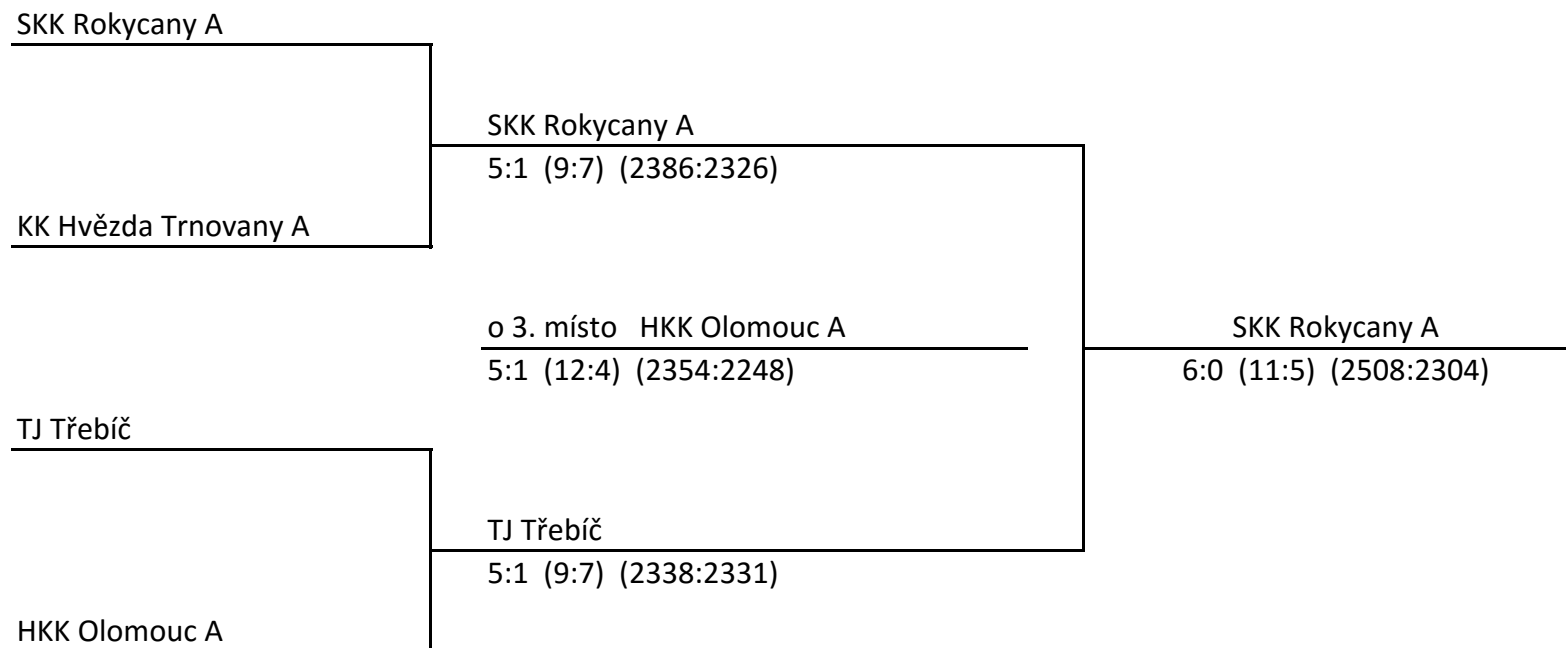 SKK Rokycany A
SKK Rokycany A
5:1 (9:7) (2386:2326)
KK Hvězda Trnovany A
o 3. místo HKK Olomouc A
SKK Rokycany A
5:1 (12:4) (2354:2248)
6:0 (11:5) (2508:2304)
TJ Třebíč
TJ Třebíč
5:1 (9:7) (2338:2331)
HKK Olomouc A